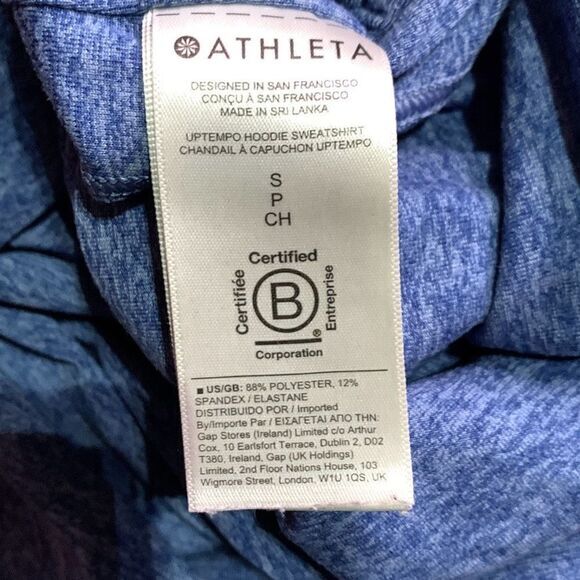 ATHLETA
DESIGNED IN SAN FRANCISCO
CONÇU À SAN FRANCISCO
MADE IN SRI LANKA
UPTEMPO HOODIE SWEATSHIRT
CHANDAIL À CAPUCHON UPTEMPO
S
P
CH
Certified
Certifiée
B
Entreprise
®
Corporation
■ US/GB: 88% POLYESTER, 12%
SPANDEX / ELASTANE
DISTRIBUIDO POR / Imported
By/Importe Par / ΕΙΣΑΓΕΤΑΙ ΑΠΟ ΤΗΝ:
Gap Stores (Ireland) Limited c/o Arthur
Cox, 10 Earlsfort Terrace, Dublin 2, D02
T380, Ireland, Gap (UK Holdings)
Limited, 2nd Floor Nations House, 103
Wigmore Street, London, W1U 1QS, UK